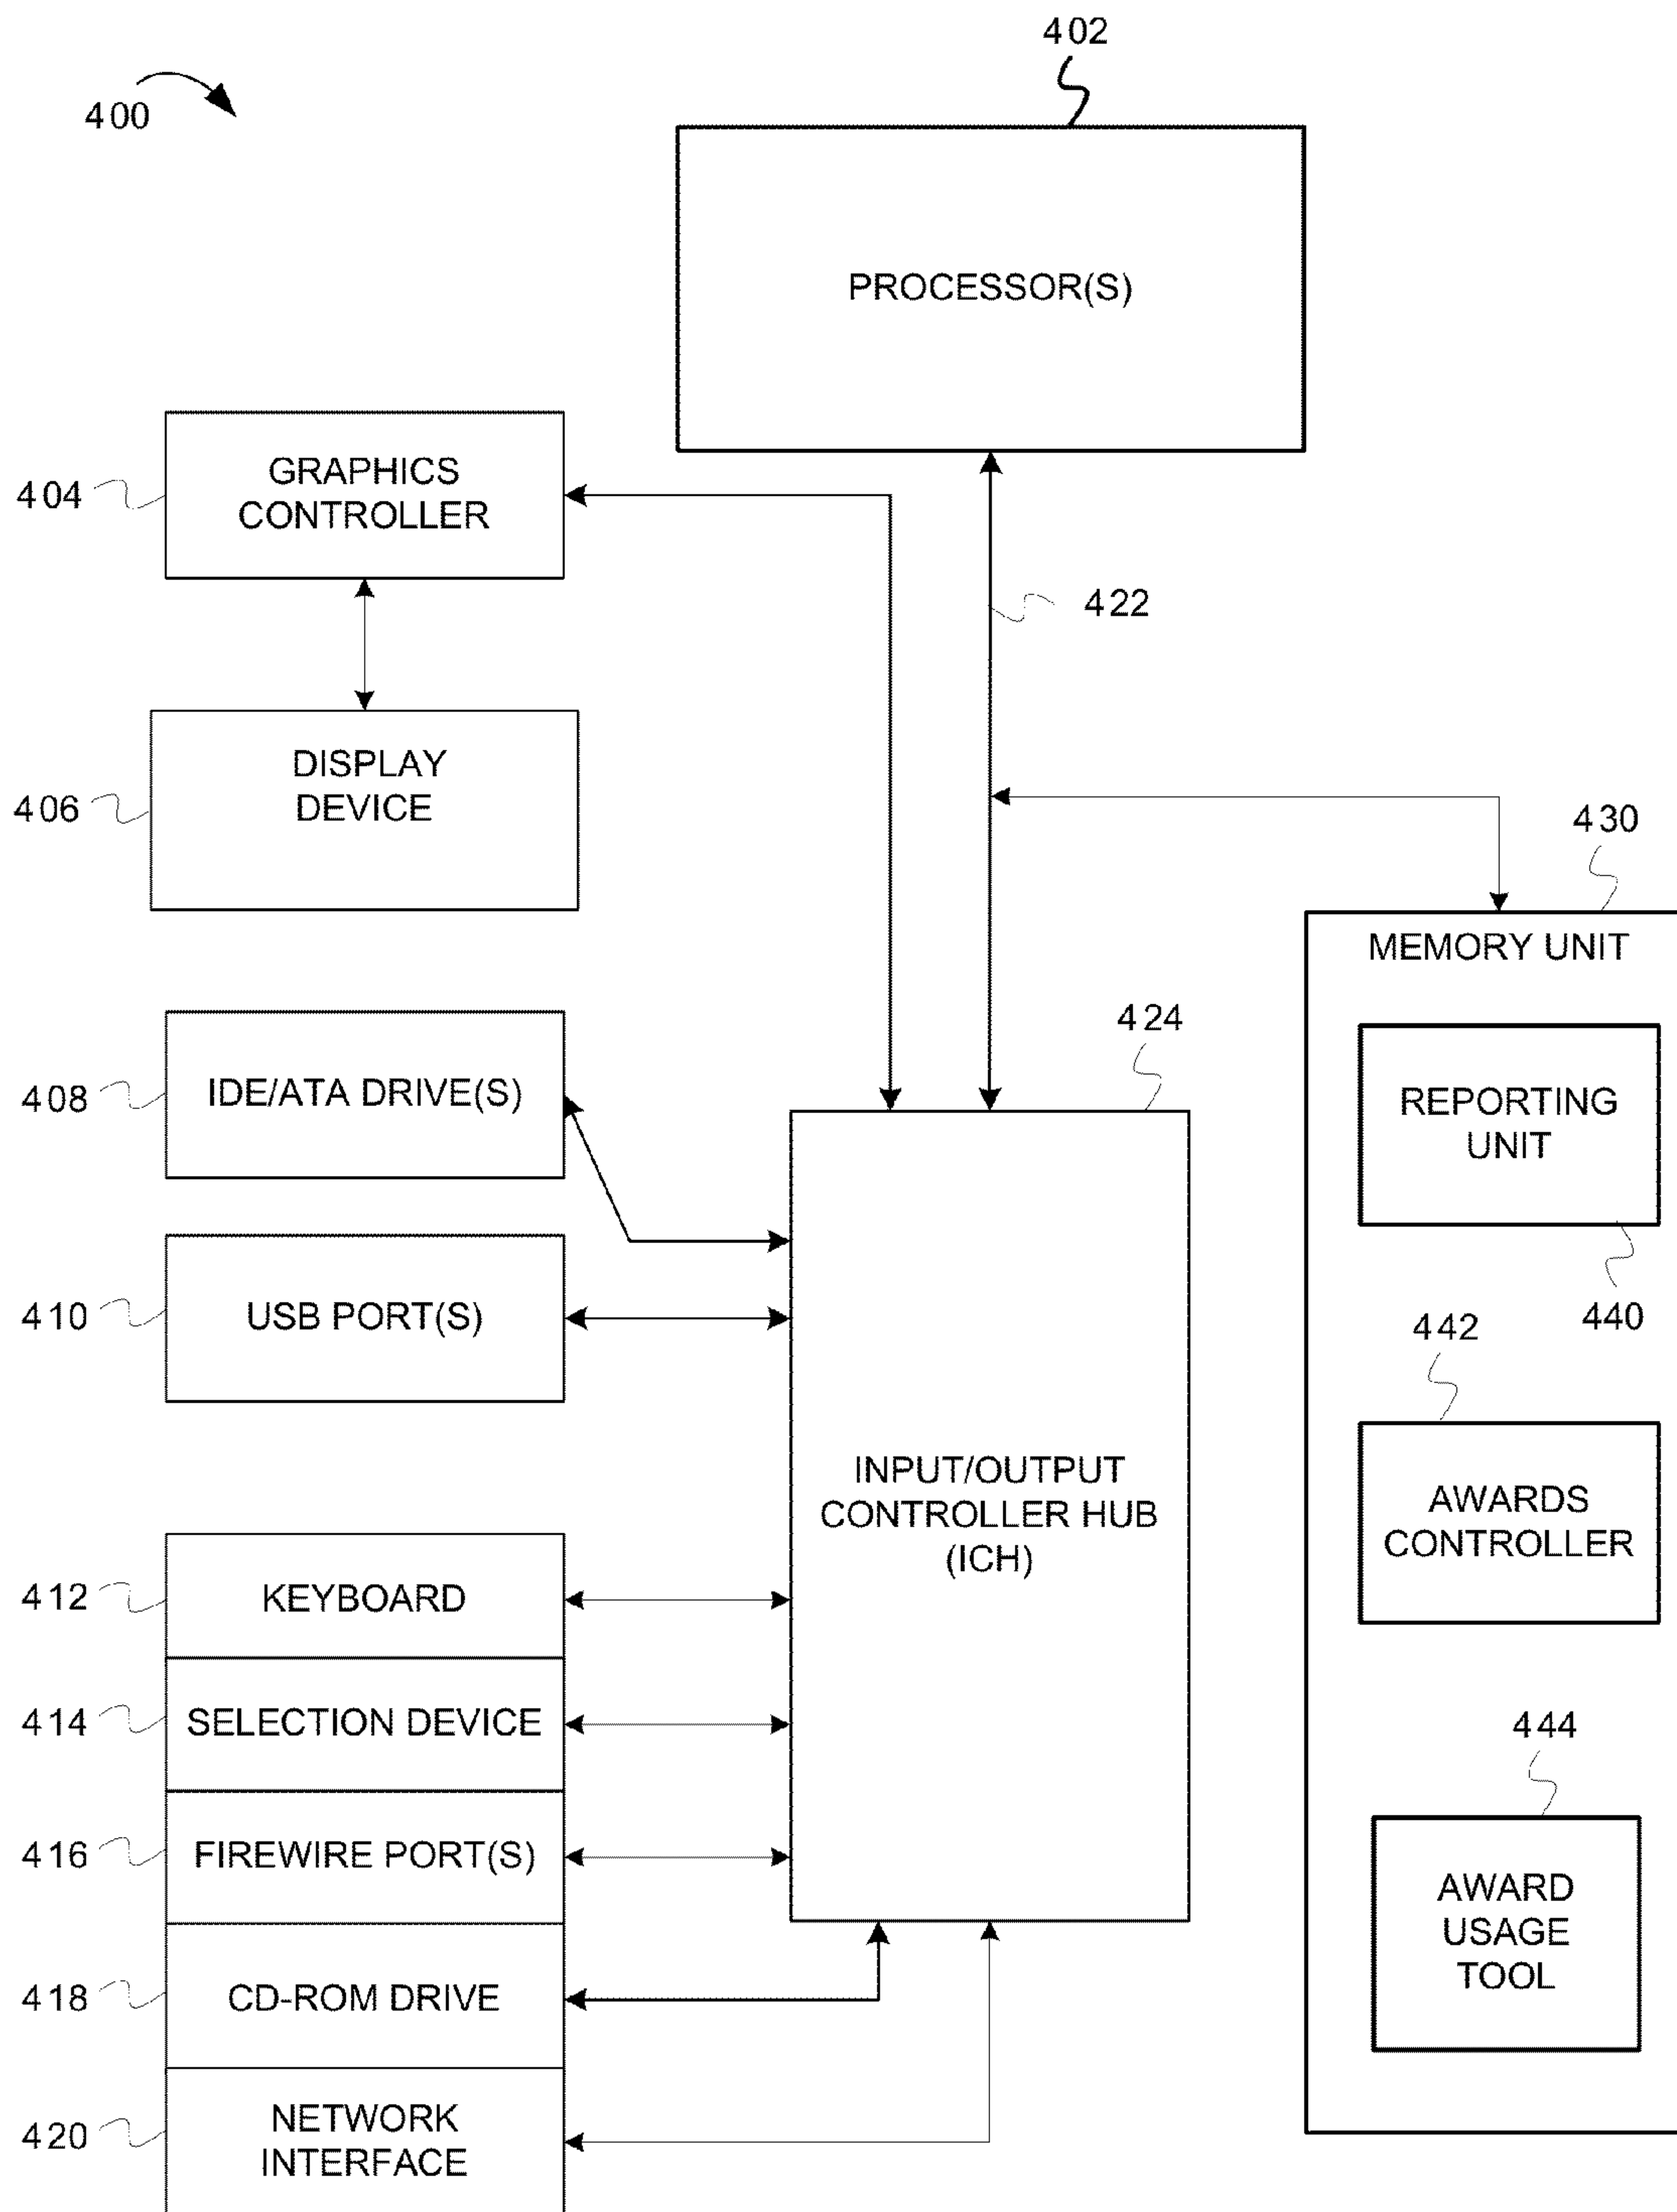 402
400
PROCESSOR(S)
404
GRAPHICS
CONTROLLER
422
406
DISPLAY
DEVICE
430
MEMORY UNIT
424
408
IDE/ATA DRIVE(S)
REPORTING
UNIT
440
410
USB PORT(S)
442
INPUT/OUTPUT
CONTROLLER HUB
(ICH)
AWARDS
CONTROLLER
412
KEYBOARD
414
SELECTION DEVICE
444
416
FIREWIRE PORT(S)
AWARD
USAGE
TOOL
418
CD-ROM DRIVE
420
NETWORK
INTERFACE